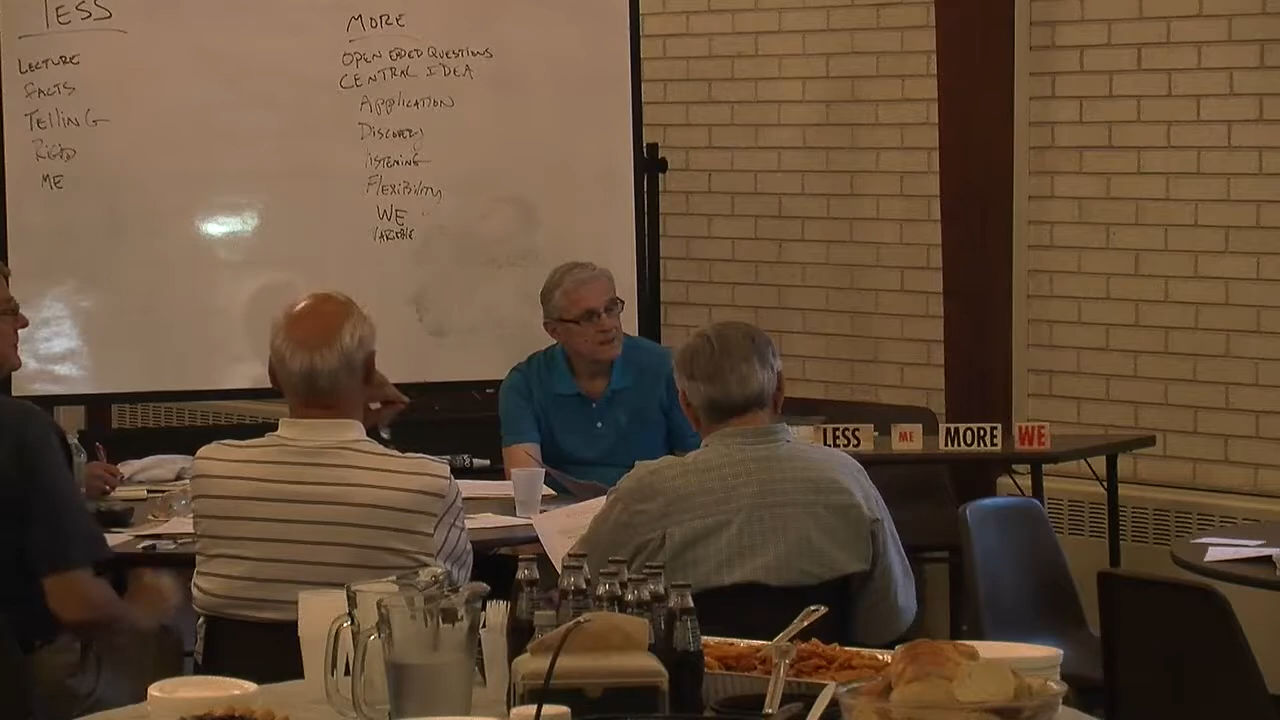 LESS
LECTURE
FACTS
TELLING
RIGID
ME
MORE
OPEN EDED QUESTIONS
CENTRAL IDEA
APPLICATION
DISCOVERY
LISTENING
FLEXIBILITY
WE
VARIABLE
LESS ME MORE WE